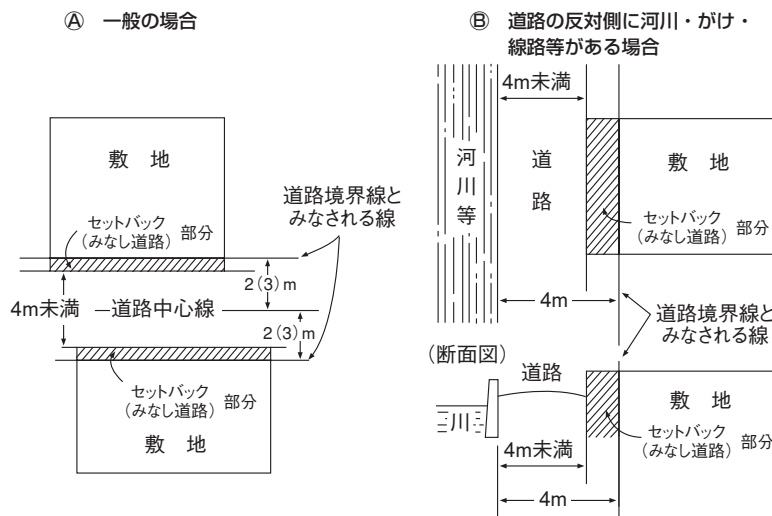 Ⓐ 一般の場合
敷 地
セットバック
(みなし道路)
部分
道路境界線と
みなされる線
2(3)m
4m未満
道路中心線
2(3)m
セットバック
(みなし道路)
部分
敷 地
Ⓑ 道路の反対側に河川・がけ・
線路等がある場合
4m未満
河川等
道路
敷 地
セットバック
(みなし道路)
部分
4m
道路境界線と
みなされる線
(断面図)
道路
川
敷 地
セットバック
(みなし道路)
部分
4m未満
4m